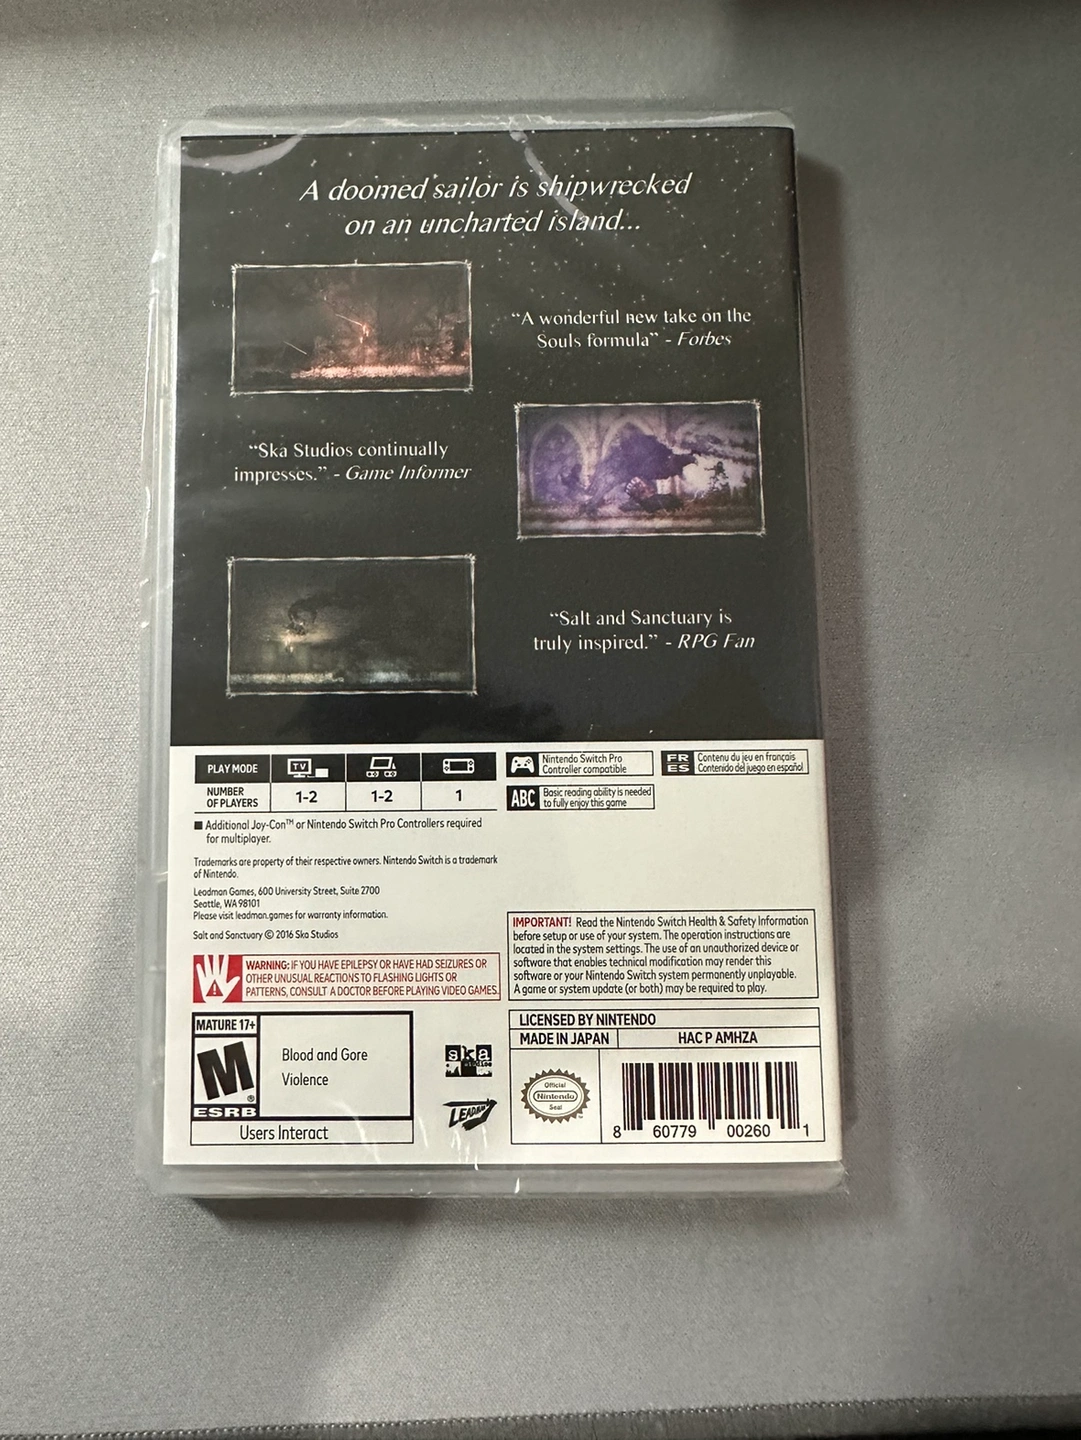 A doomed sailor is shipwrecked
on an uncharted island...
“A wonderful new take on the
Souls formula” - Forbes
“Ska Studios continually
impresses.” - Game Informer
“Salt and Sanctuary is
truly inspired.” - RPG Fan
PLAY MODE
TV
NUMBER
OF PLAYERS
1-2
1-2
1
Nintendo Switch Pro
Controller compatible
FR
ES
Contenu du jeu en français
Contenido del juego en español
ABC
Basic reading ability is needed
to fully enjoy this game
■ Additional Joy-Con™ or Nintendo Switch Pro Controllers required
for multiplayer.
Trademarks are property of their respective owners. Nintendo Switch is a trademark
of Nintendo.
Leadman Games, 600 University Street, Suite 2700
Seattle, WA 98101
Please visit leadman.games for warranty information.
Salt and Sanctuary © 2016 Ska Studios
WARNING: IF YOU HAVE EPILEPSY OR HAVE HAD SEIZURES OR
OTHER UNUSUAL REACTIONS TO FLASHING LIGHTS OR
PATTERNS, CONSULT A DOCTOR BEFORE PLAYING VIDEO GAMES.
IMPORTANT! Read the Nintendo Switch Health & Safety Information
before setup or use of your system. The operation instructions are
located in the system settings. The use of an unauthorized device or
software that enables technical modification may render this
software or your Nintendo Switch system permanently unplayable.
A game or system update (or both) may be required to play.
MATURE 17+
M
®
ESRB
Blood and Gore
Violence
Users Interact
ska
studios
LEADMAN
LICENSED BY NINTENDO
MADE IN JAPAN
HAC P AMHZA
Official
Nintendo
Seal
8 60779 00260 1